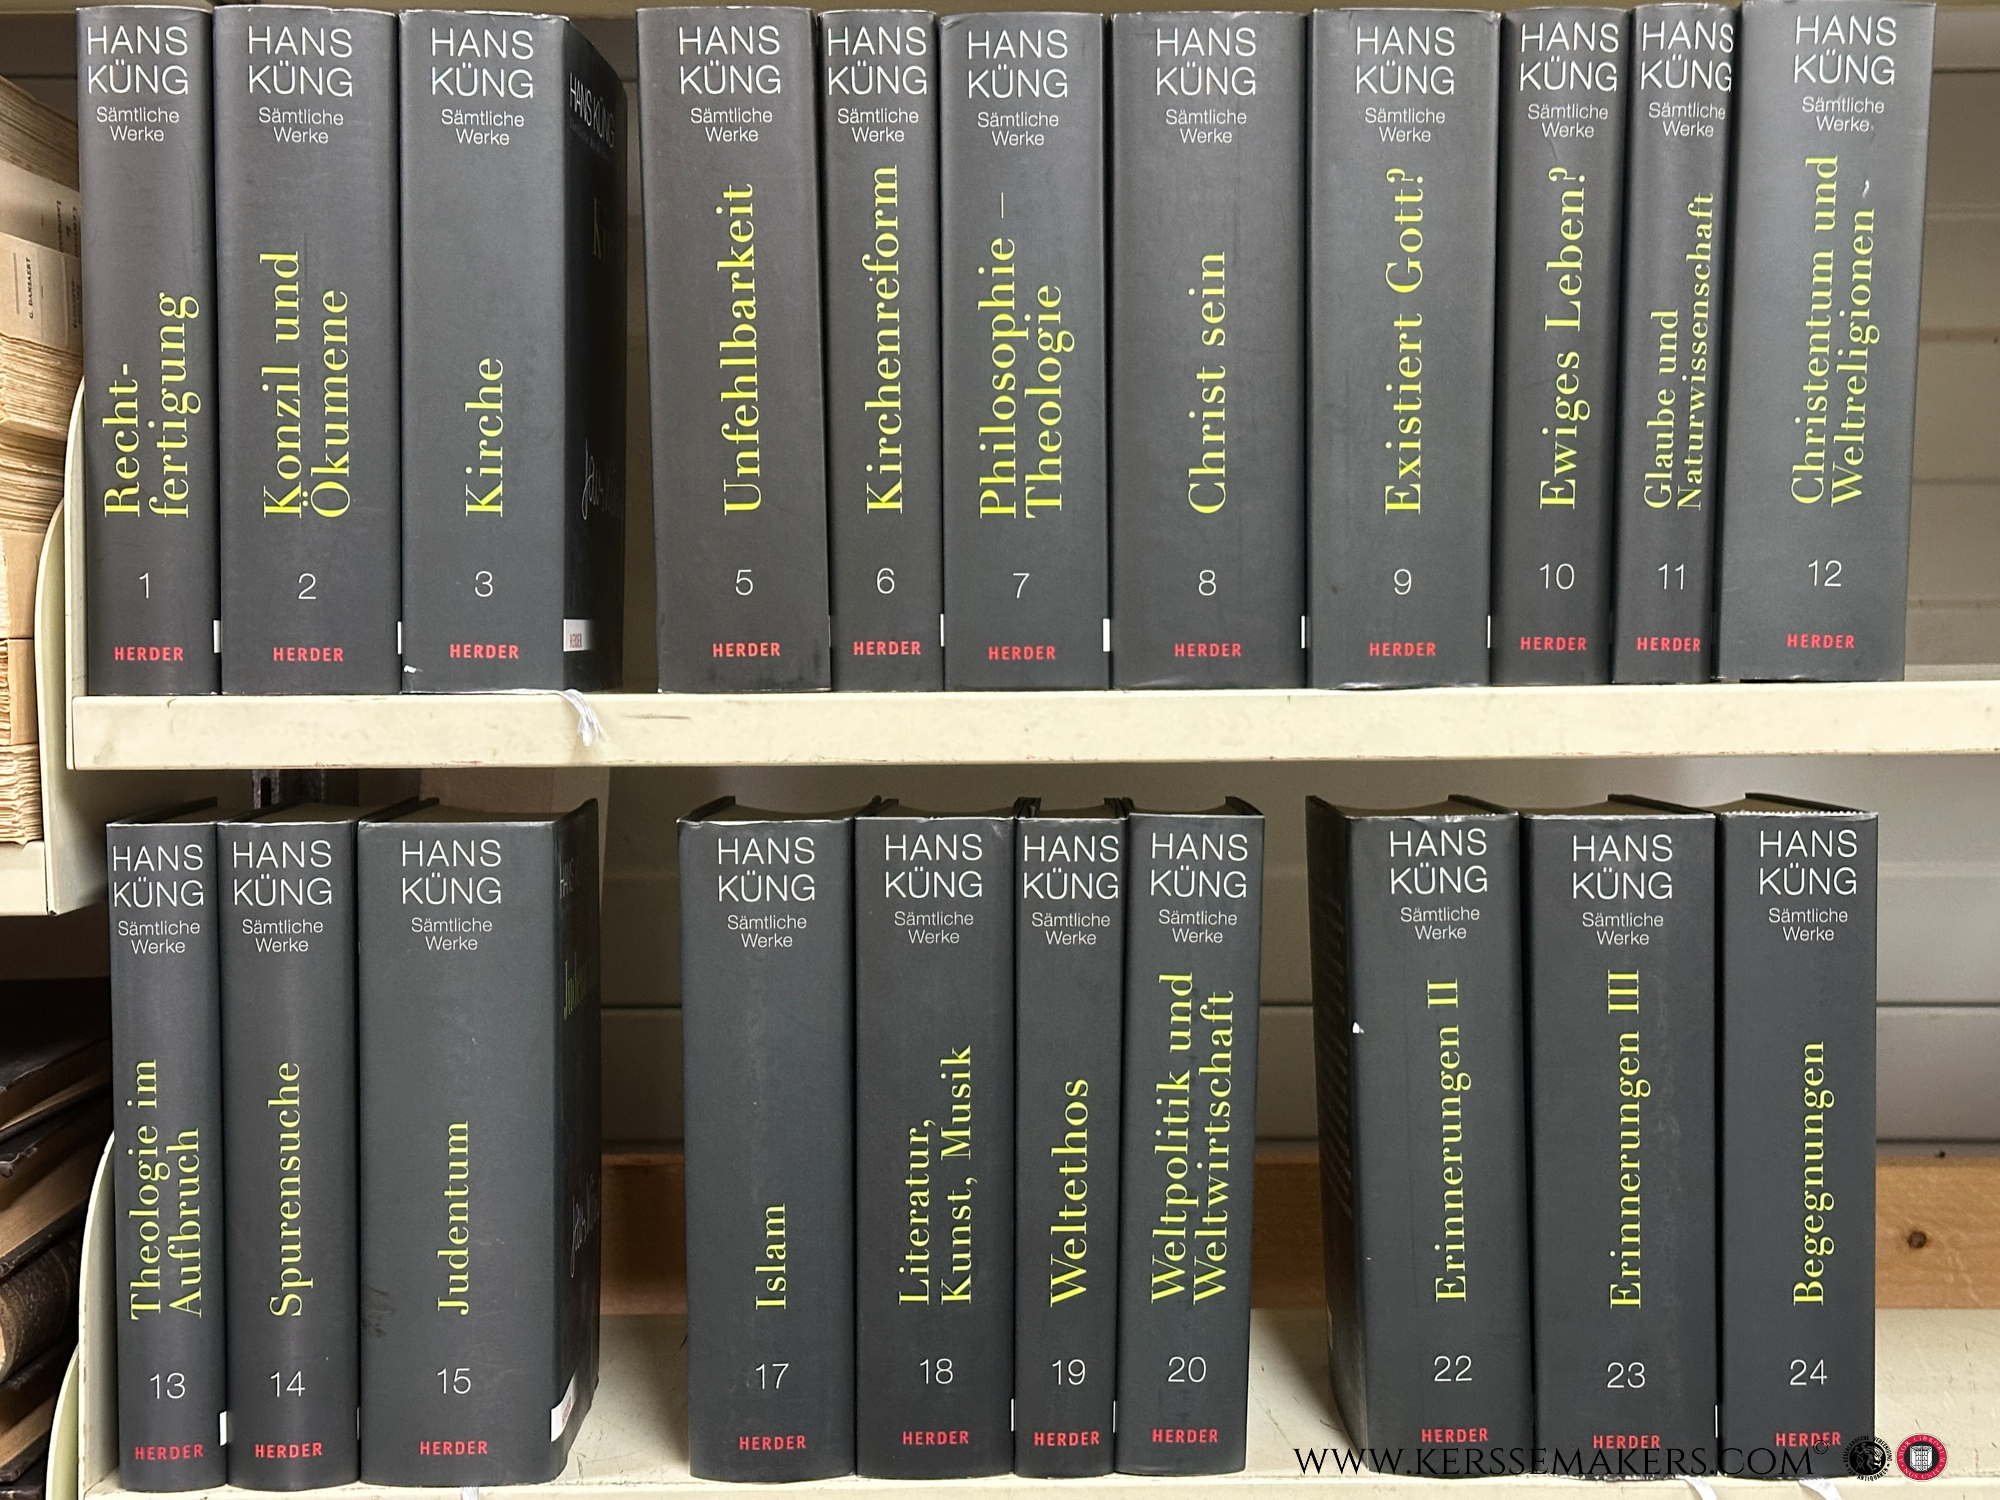 HANS
KÜNG
Sämtliche
Werke
Recht-
fertigung
1
HERDER
HANS
KÜNG
Sämtliche
Werke
Konzil und
Ökumene
2
HERDER
HANS
KÜNG
Sämtliche
Werke
Kirche
3
HERDER
HANS KÜNG
HERDER
HANS
KÜNG
Sämtliche
Werke
Unfehlbarkeit
5
HERDER
HANS
KÜNG
Sämtliche
Werke
Kirchenreform
6
HERDER
HANS
KÜNG
Sämtliche
Werke
Philosophie –
Theologie
7
HERDER
HANS
KÜNG
Sämtliche
Werke
Christ sein
8
HERDER
HANS
KÜNG
Sämtliche
Werke
Existiert Gott?
9
HERDER
HANS
KÜNG
Sämtliche
Werke
Ewiges Leben?
10
HERDER
HANS
KÜNG
Sämtliche
Werke
Glaube und
Naturwissenschaft
11
HERDER
HANS
KÜNG
Sämtliche
Werke
Christentum und
Weltreligionen
12
HERDER
G. DANSAERT
HANS
KÜNG
Sämtliche
Werke
Theologie im
Aufbruch
13
HERDER
HANS
KÜNG
Sämtliche
Werke
Spurensuche
14
HERDER
HANS
KÜNG
Sämtliche
Werke
Judentum
15
HERDER
HANS
KÜNG
Sämtliche
Werke
Islam
17
HERDER
HANS
KÜNG
Sämtliche
Werke
Literatur,
Kunst, Musik
18
HERDER
HANS
KÜNG
Sämtliche
Werke
Weltethos
19
HERDER
HANS
KÜNG
Sämtliche
Werke
Weltpolitik und
Weltwirtschaft
20
HERDER
HANS
KÜNG
Sämtliche
Werke
Erinnerungen II
22
HERDER
HANS
KÜNG
Sämtliche
Werke
Erinnerungen III
23
HERDER
HANS
KÜNG
Sämtliche
Werke
Begegnungen
24
HERDER
WWW.KERSSEMAKERS.COM©